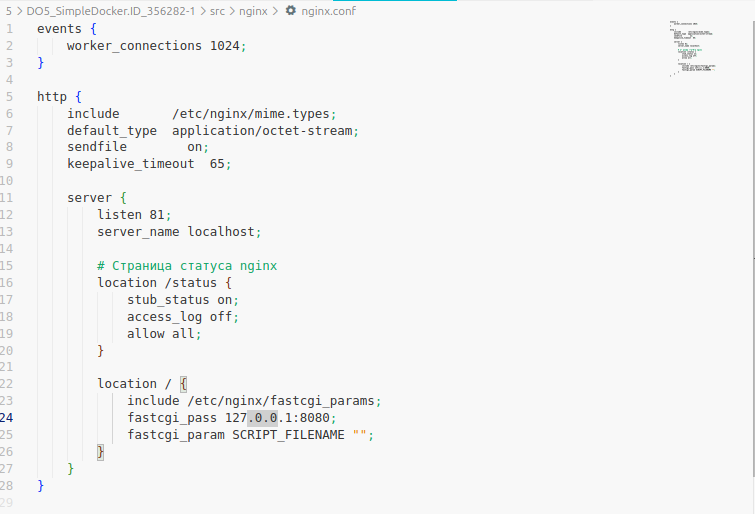 5 > DO5_SimpleDocker.ID_356282-1 > src > nginx > nginx.conf
1 events {
2     worker_connections 1024;
3 }
4
5 http {
6     include       /etc/nginx/mime.types;
7     default_type  application/octet-stream;
8     sendfile        on;
9     keepalive_timeout  65;
10
11     server {
12         listen 81;
13         server_name localhost;
14
15         # Страница статуса nginx
16         location /status {
17             stub_status on;
18             access_log off;
19             allow all;
20         }
21
22         location / {
23             include /etc/nginx/fastcgi_params;
24             fastcgi_pass 127.0.0.1:8080;
25             fastcgi_param SCRIPT_FILENAME "";
26         }
27     }
28 }
29